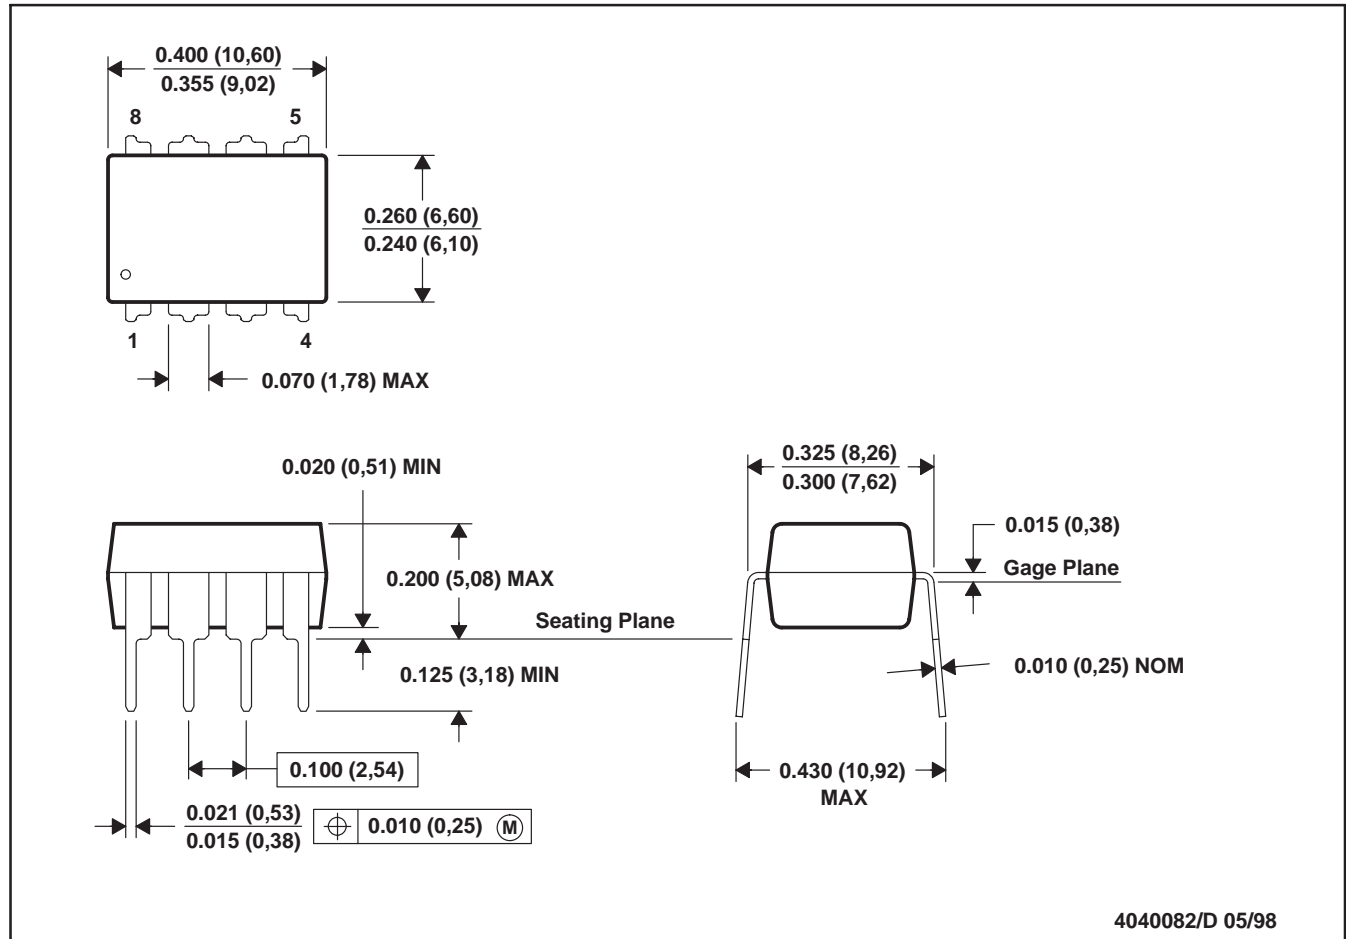 0.400 (10,60)
0.355 (9,02)
8
5
0.260 (6,60)
0.240 (6,10)
1
4
0.070 (1,78) MAX
0.020 (0,51) MIN
0.200 (5,08) MAX
Seating Plane
0.125 (3,18) MIN
0.100 (2,54)
0.021 (0,53)
0.015 (0,38)
0.010 (0,25) M
0.325 (8,26)
0.300 (7,62)
0.015 (0,38)
Gage Plane
0.010 (0,25) NOM
0.430 (10,92)
MAX
4040082/D 05/98